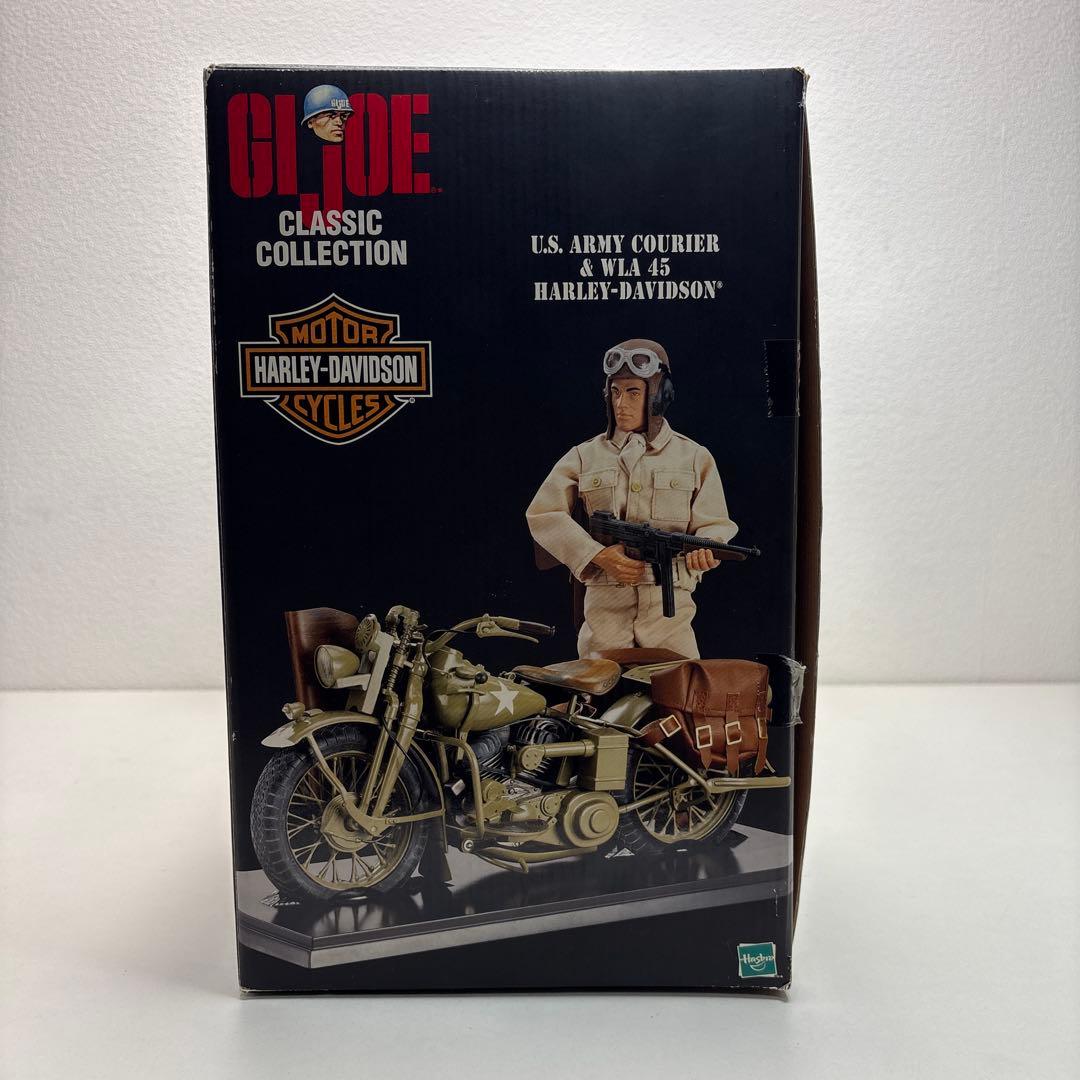 GI JOE
CLASSIC
COLLECTION
U.S. ARMY COURIER
& WLA 45
HARLEY-DAVIDSON®
MOTOR
HARLEY-DAVIDSON
CYCLES
®
Hasbro